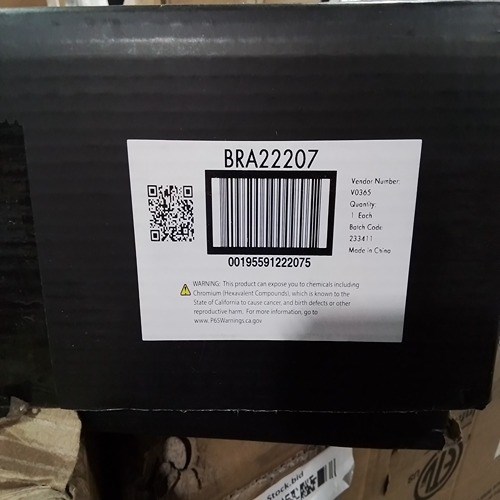 BRA22207
Vendor Number:
V0365
Quantity:
1 Each
Batch Code
233411
Made in China
00195591222075
WARNING: This product can expose you to chemicals including
Chromium (Hexavalent Compounds), which is known to the
State of California to cause cancer, and birth defects or other
reproductive harm. For more information, go to
www.P65Warnings.ca.gov
Stock.bid